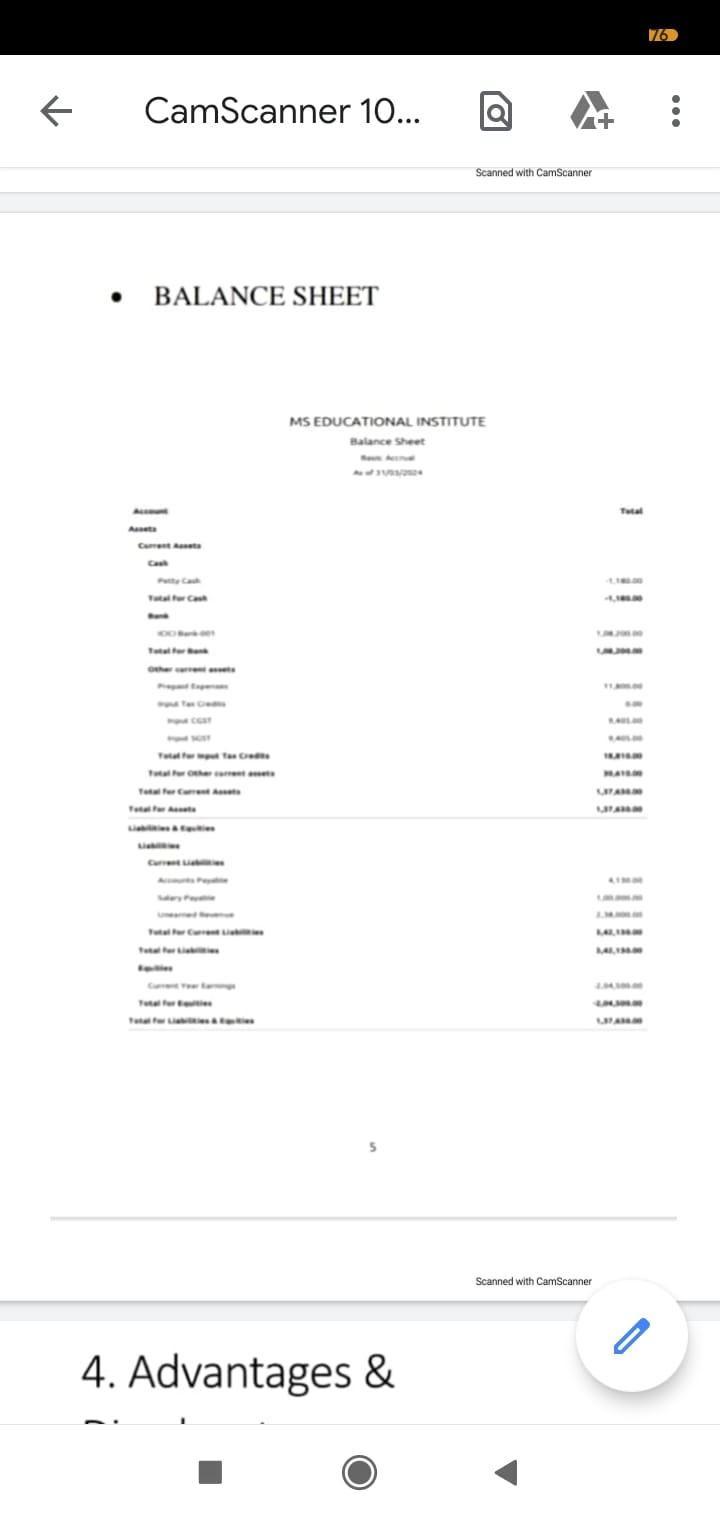 76
CamScanner 10...
Scanned with CamScanner
• BALANCE SHEET
MS EDUCATIONAL INSTITUTE
Balance Sheet
Basis: Accrual
As of 31/03/2024
Account Total
Assets
Current Assets
Cash
Petty Cash -1,180.00
Total for Cash -1,180.00
Bank
ICICI Bank-001 1,08,200.00
Total for Bank 1,08,200.00
Other current assets
Prepaid Expenses 11,800.00
Input Tax Credits 0.00
Input CGST 9,405.00
Input SGST 9,405.00
Total for Input Tax Credits 18,810.00
Total for Other current assets 30,610.00
Total for Current Assets 1,37,630.00
Total for Assets 1,37,630.00
Liabilities & Equities
Liabilities
Current Liabilities
Accounts Payable 4,130.00
Salary Payable 1,00,000.00
Unearned Revenue 2,38,000.00
Total for Current Liabilities 3,42,130.00
Total for Liabilities 3,42,130.00
Equities
Current Year Earnings -2,04,500.00
Total for Equities -2,04,500.00
Total for Liabilities & Equities 1,37,630.00
5
Scanned with CamScanner
4. Advantages &